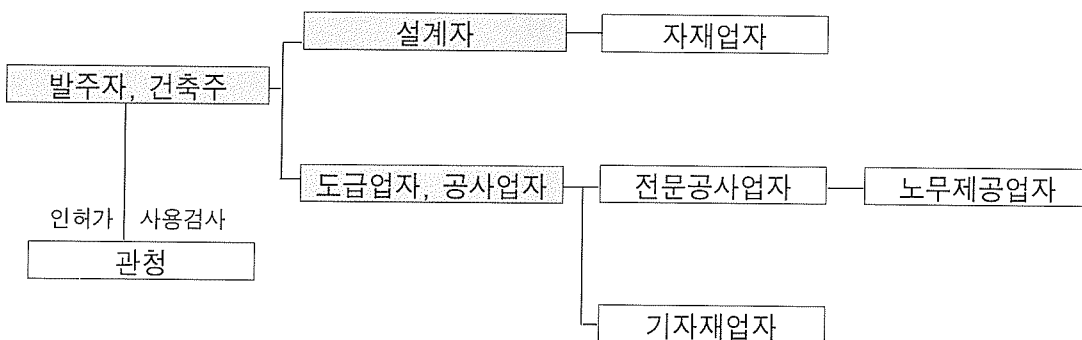 설계자
자재업자
발주자, 건축주
도급업자, 공사업자
전문공사업자
노무제공업자
인허가
사용검사
관청
기자재업자